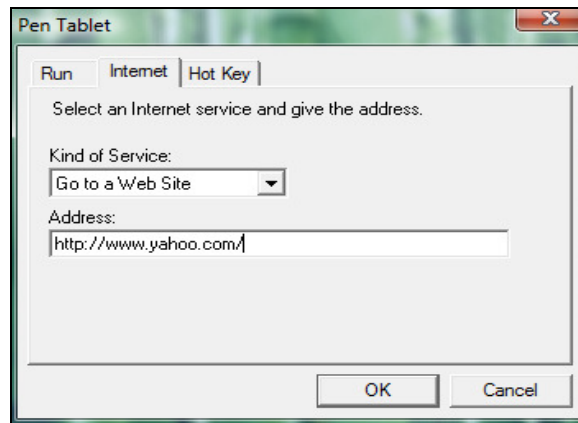 Pen Tablet
Run Internet Hot Key
Select an Internet service and give the address.
Kind of Service:
Go to a Web Site
Address:
http://www.yahoo.com/
OK Cancel